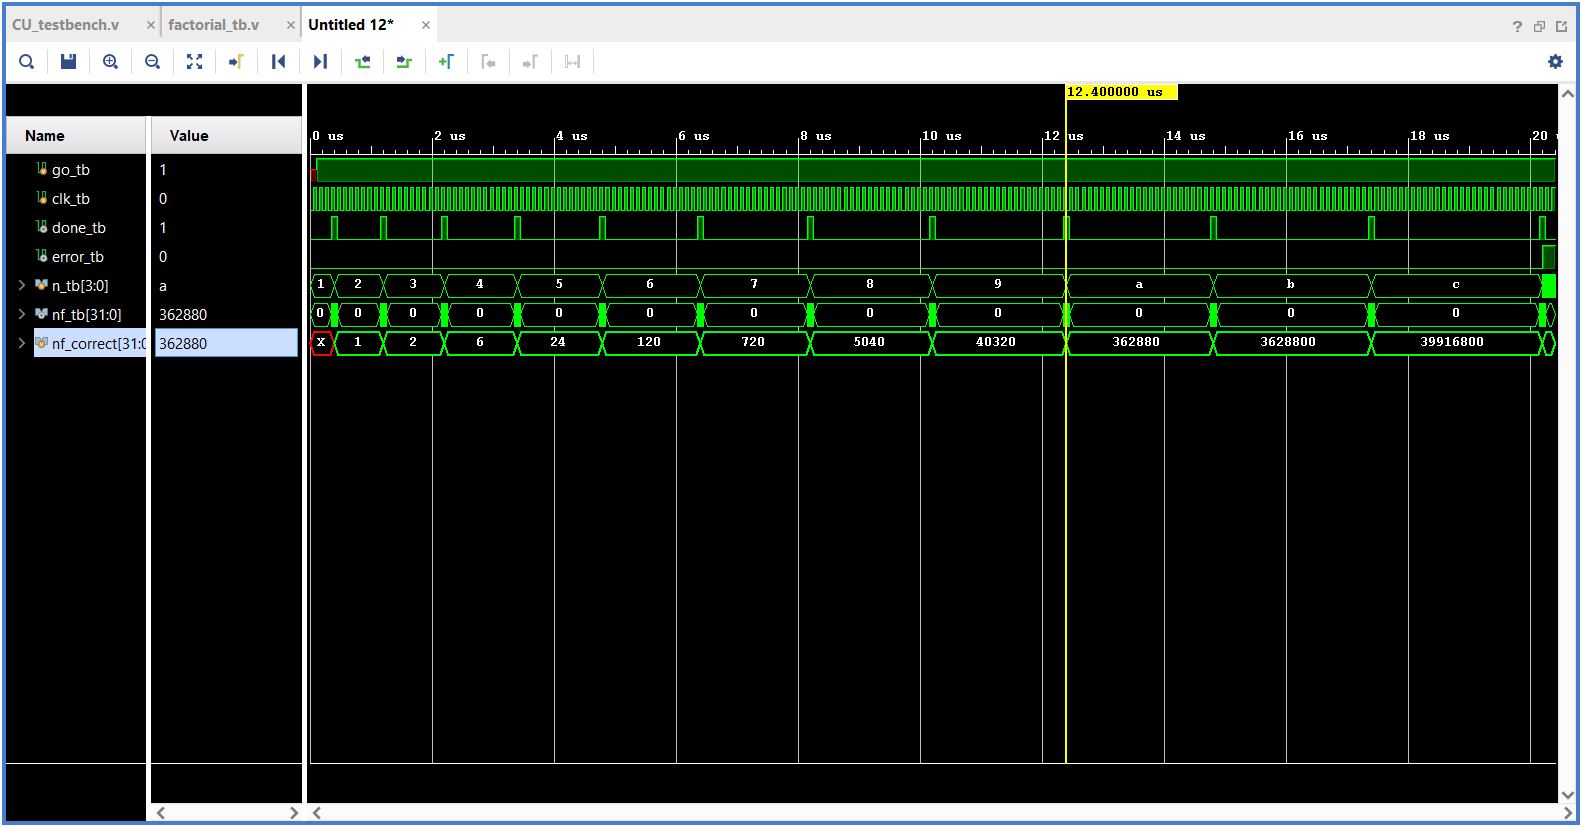 CU_testbench.v × factorial_tb.v × Untitled 12* × ?
12.400000 us
Name Value 0 us 2 us 4 us 6 us 8 us 10 us 12 us 14 us 16 us 18 us 20
go_tb 1
clk_tb 0
done_tb 1
error_tb 0
n_tb[3:0] a 1 2 3 4 5 6 7 8 9 a b c
nf_tb[31:0] 362880 0 0 0 0 0 0 0 0 0 0 0 0
nf_correct[31:0 362880 X 1 2 6 24 120 720 5040 40320 362880 3628800 39916800